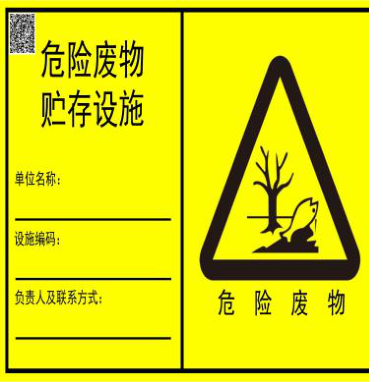 危险废物
贮存设施
单位名称：
设施编码：
负责人及联系方式：
危险废物